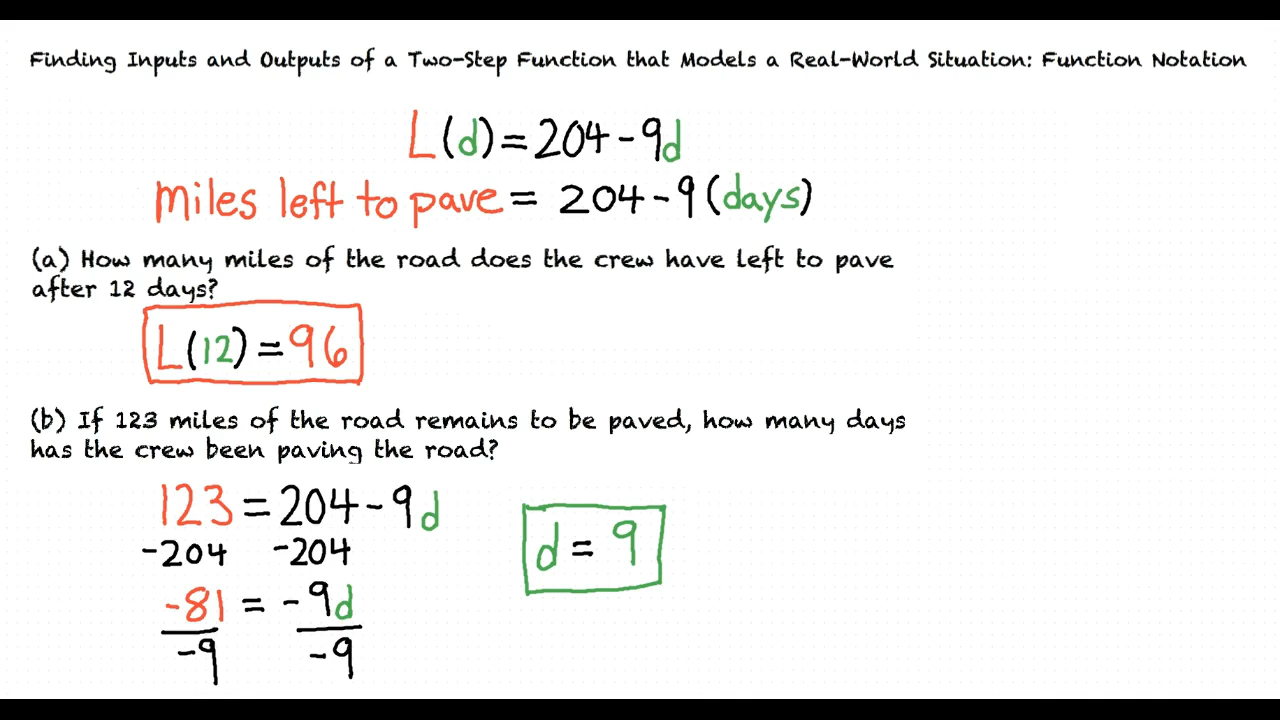 Finding Inputs and Outputs of a Two-Step Function that Models a Real-World Situation: Function Notation
L(d) = 204 - 9d
miles left to pave = 204 - 9(days)
(a) How many miles of the road does the crew have left to pave
after 12 days?
L(12) = 96
(b) If 123 miles of the road remains to be paved, how many days
has the crew been paving the road?
123 = 204 - 9d
-204 -204
d = 9
-81 = -9d
-9 -9